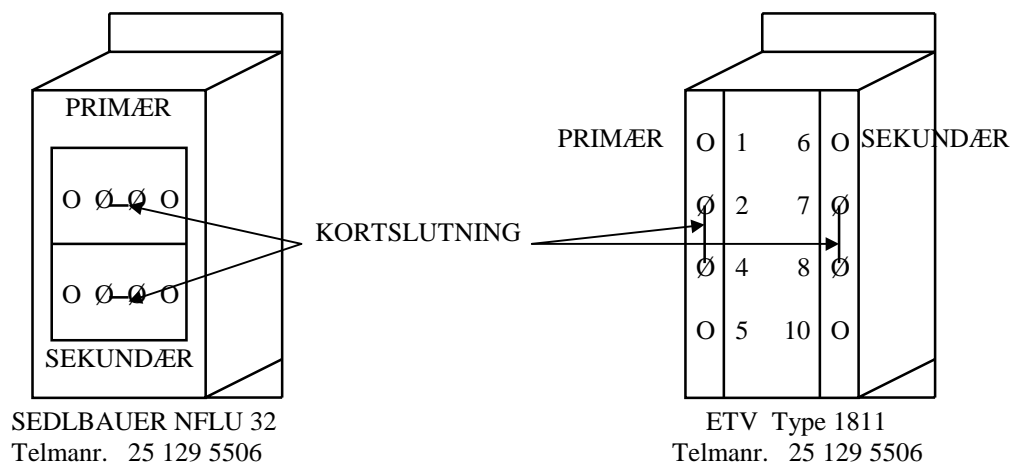 PRIMÆR
O Ø Ø O
O Ø Ø O
SEKUNDÆR
SEDLBAUER NFLU 32
Telmanr. 25 129 5506
KORTSLUTNING
PRIMÆR O 1 6 O SEKUNDÆR
Ø 2 7 Ø
Ø 4 8 Ø
O 5 10 O
ETV Type 1811
Telmanr. 25 129 5506